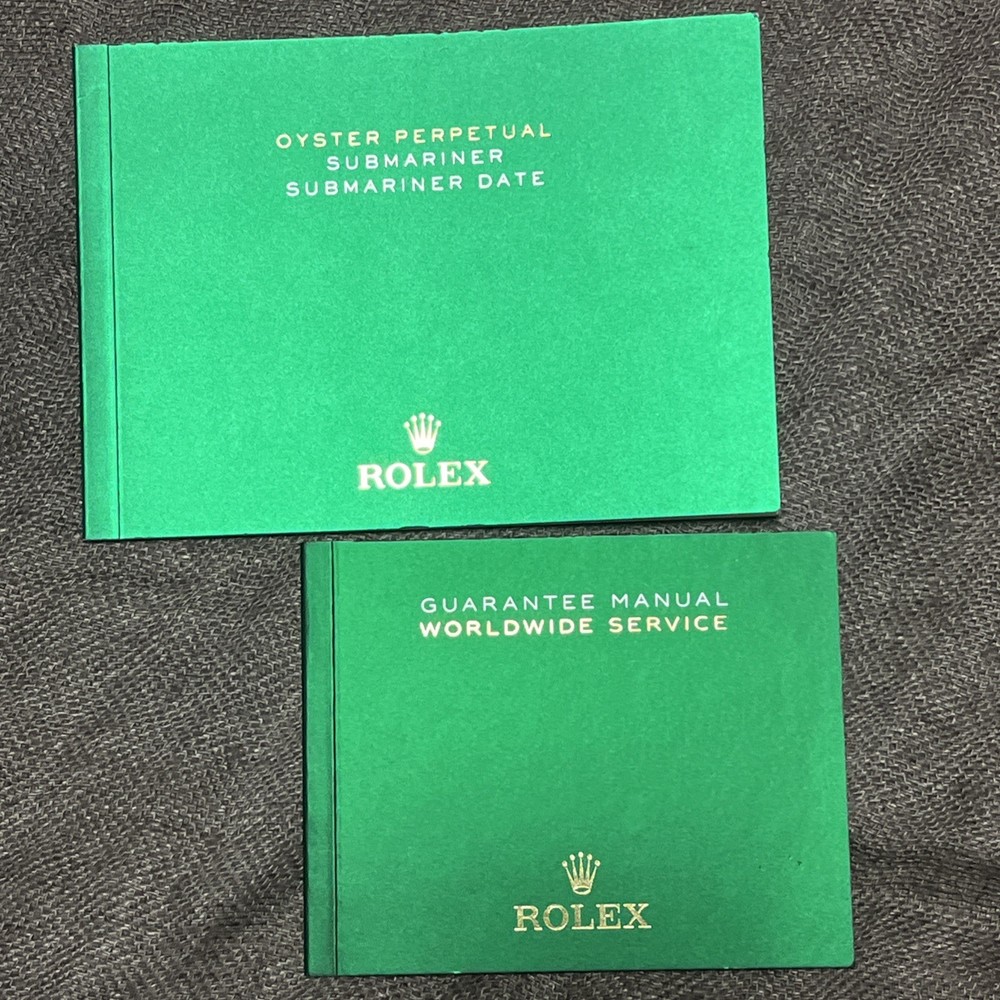 OYSTER PERPETUAL
SUBMARINER
SUBMARINER DATE
ROLEX
GUARANTEE MANUAL
WORLDWIDE SERVICE
ROLEX